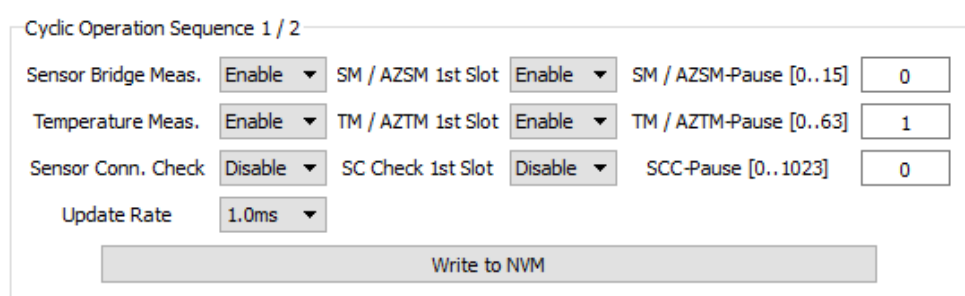 Cyclic Operation Sequence 1 / 2
Sensor Bridge Meas. Enable SM / AZSM 1st Slot Enable SM / AZSM-Pause [0..15] 0
Temperature Meas. Enable TM / AZTM 1st Slot Enable TM / AZTM-Pause [0..63] 1
Sensor Conn. Check Disable SC Check 1st Slot Disable SCC-Pause [0..1023] 0
Update Rate 1.0ms
Write to NVM